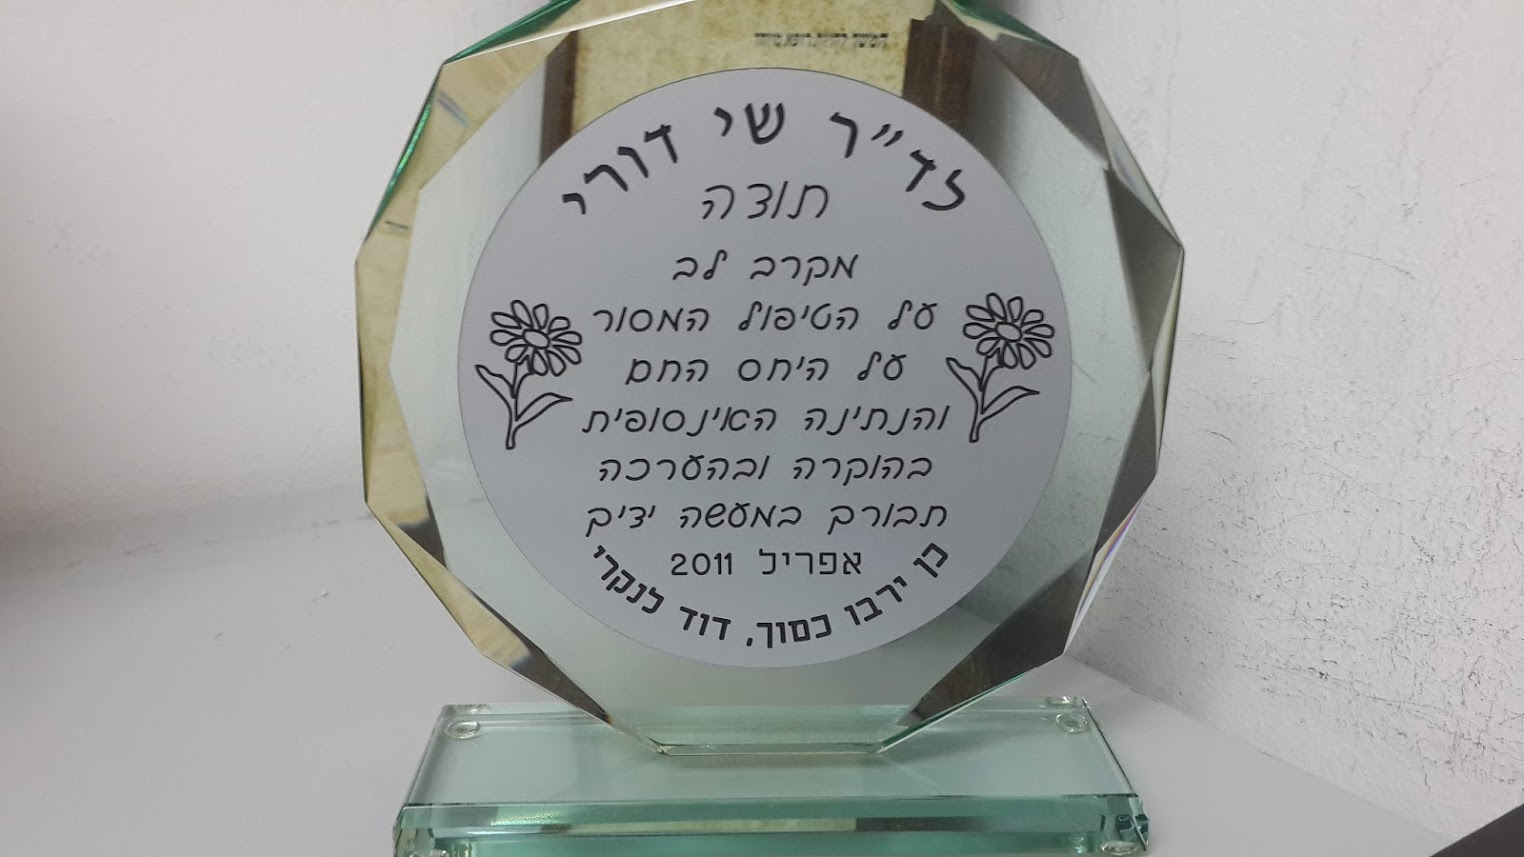 לד״ר שי דורי
תודה
מקרב לב
על הטיפול המסור
על היחס החם
והנתינה האינסופית
בהוקרה ובהערכה
תבורך במעשה ידיך
אפריל 2011
כן ירבו כמוך, דוד לנקרי